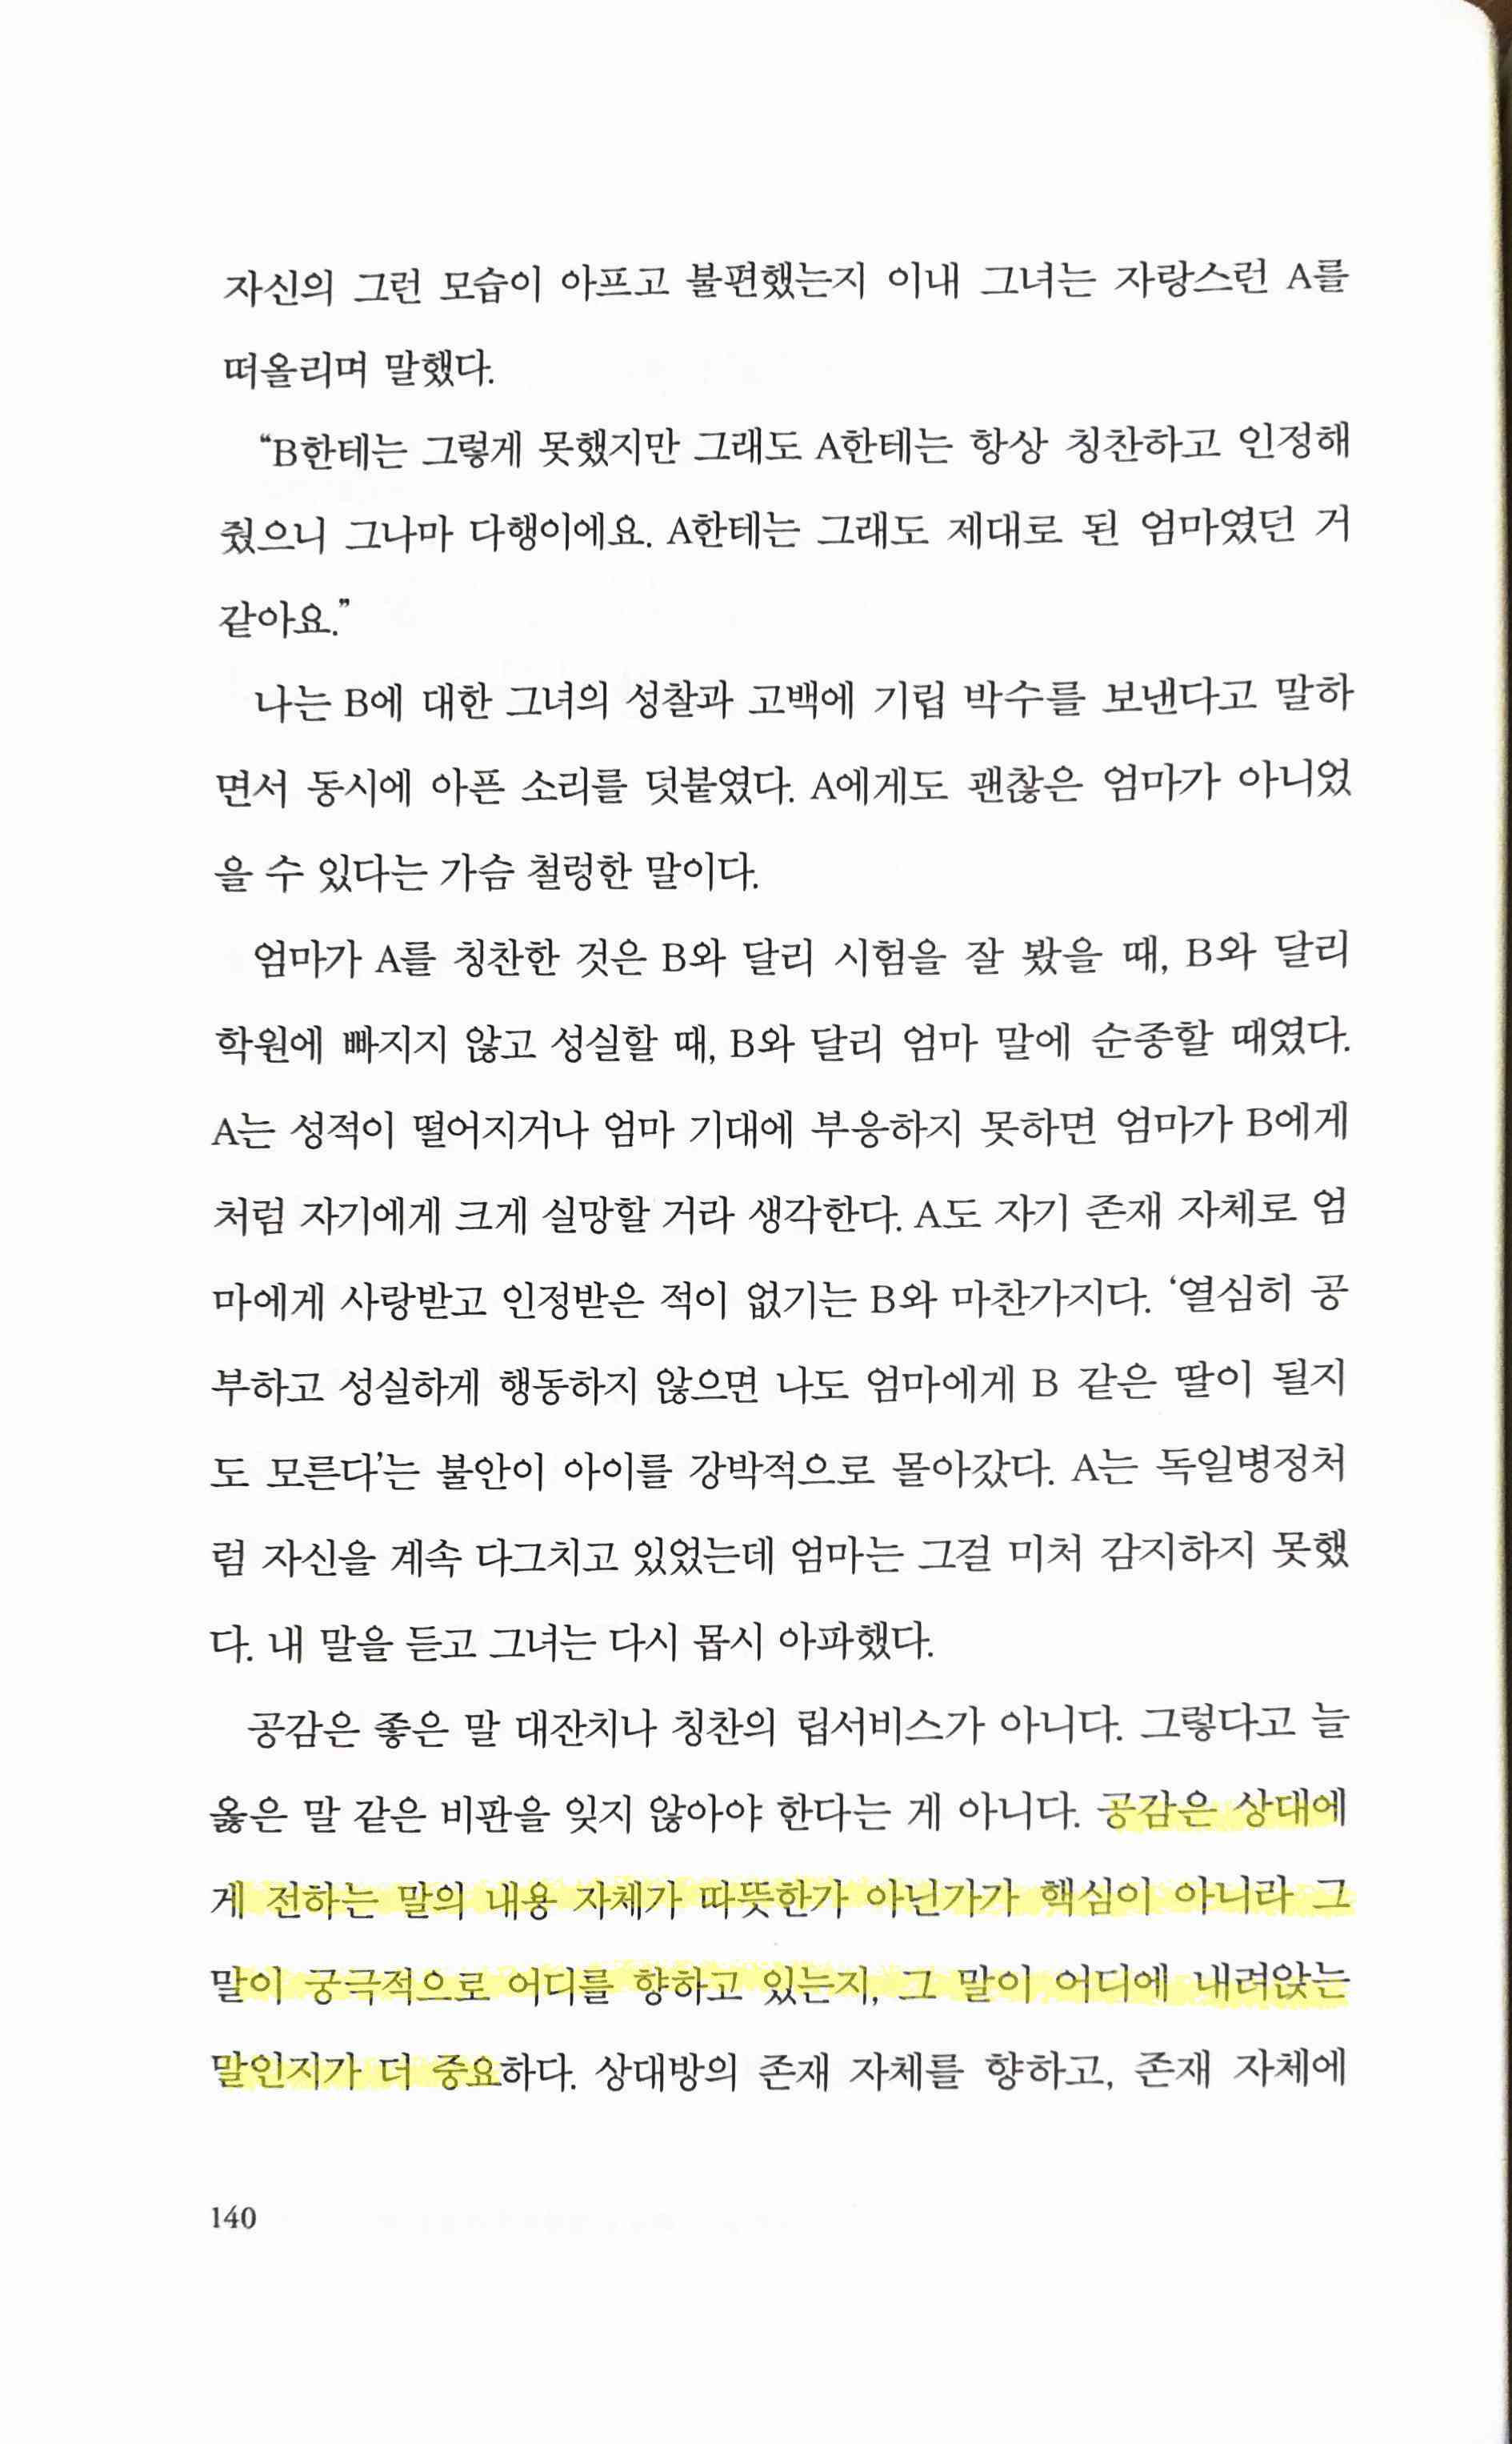 자신의 그런 모습이 아프고 불편했는지 이내 그녀는 자랑스런 A를
떠올리며 말했다.
“B한테는 그렇게 못했지만 그래도 A한테는 항상 칭찬하고 인정해
줬으니 그나마 다행이에요. A한테는 그래도 제대로 된 엄마였던 거
같아요.”
나는 B에 대한 그녀의 성찰과 고백에 기립 박수를 보낸다고 말하
면서 동시에 아픈 소리를 덧붙였다. A에게도 괜찮은 엄마가 아니었
을 수 있다는 가슴 철렁한 말이다.
엄마가 A를 칭찬한 것은 B와 달리 시험을 잘 봤을 때, B와 달리
학원에 빠지지 않고 성실할 때, B와 달리 엄마 말에 순종할 때였다.
A는 성적이 떨어지거나 엄마 기대에 부응하지 못하면 엄마가 B에게
처럼 자기에게 크게 실망할 거라 생각한다. A도 자기 존재 자체로 엄
마에게 사랑받고 인정받은 적이 없기는 B와 마찬가지다. ‘열심히 공
부하고 성실하게 행동하지 않으면 나도 엄마에게 B 같은 딸이 될지
도 모른다’는 불안이 아이를 강박적으로 몰아갔다. A는 독일병정처
럼 자신을 계속 다그치고 있었는데 엄마는 그걸 미처 감지하지 못했
다. 내 말을 듣고 그녀는 다시 몹시 아파했다.
공감은 좋은 말 대잔치나 칭찬의 립서비스가 아니다. 그렇다고 늘
옳은 말 같은 비판을 잊지 않아야 한다는 게 아니다. 공감은 상대에
게 전하는 말의 내용 자체가 따뜻한가 아닌가가 핵심이 아니라 그
말이 궁극적으로 어디를 향하고 있는지, 그 말이 어디에 내려앉는
말인지가 더 중요하다. 상대방의 존재 자체를 향하고, 존재 자체에
140